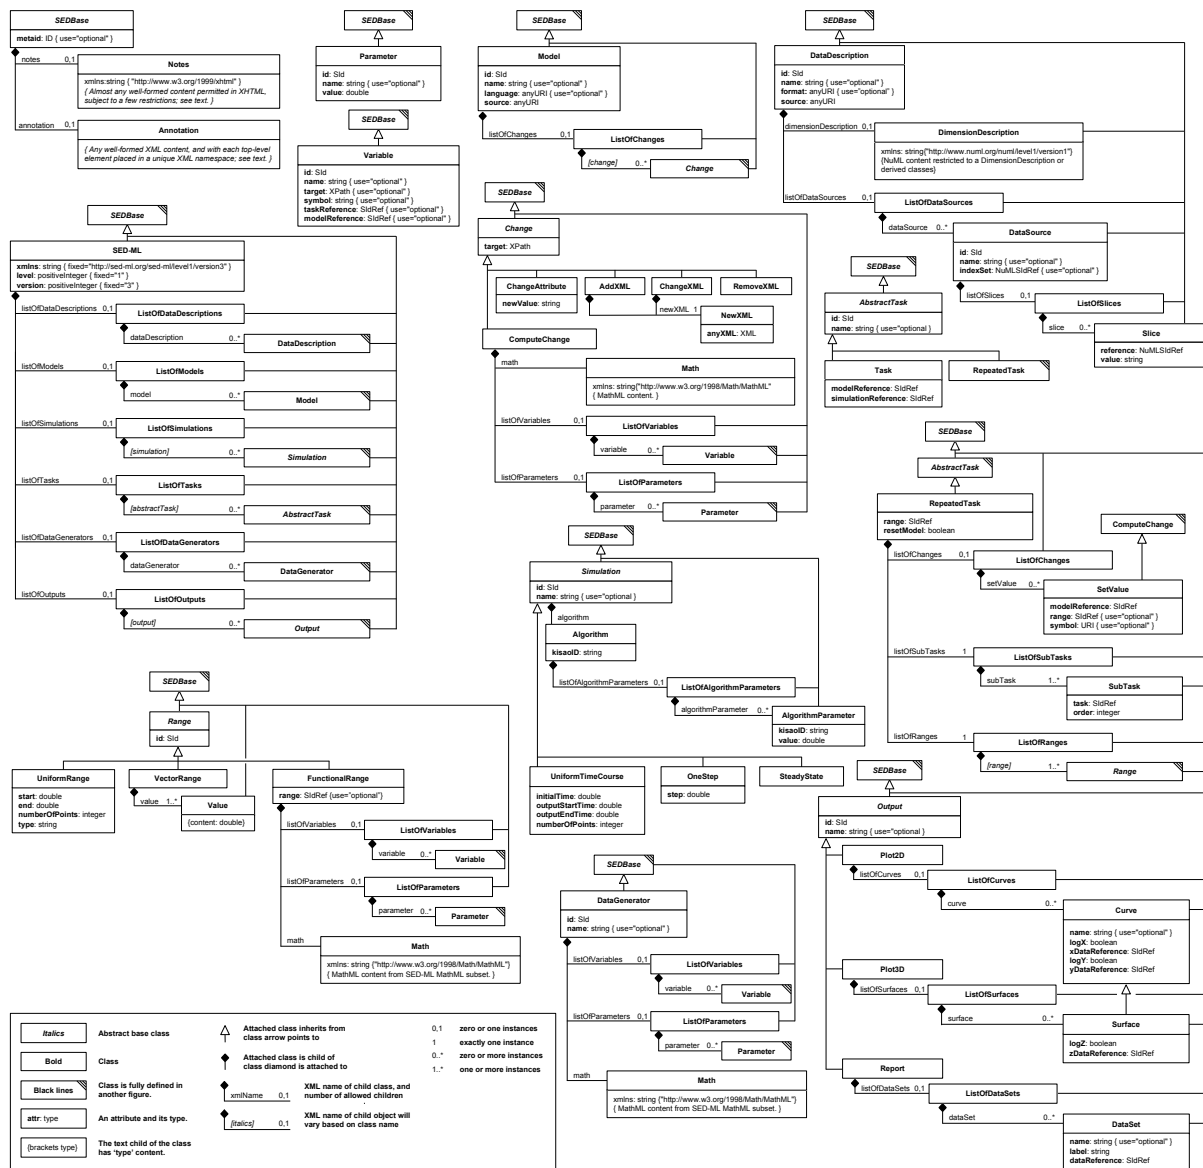 SEDBase
metaid: ID { use="optional" }
notes 0,1
Notes
xmlns:string { "http://www.w3.org/1999/xhtml" }
{ Almost any well-formed content permitted in XHTML,
subject to a few restrictions; see text. }
annotation 0,1
Annotation
{ Any well-formed XML content, and with each top-level
element placed in a unique XML namespace; see text. }
SEDBase
Parameter
id: SId
name: string { use="optional" }
value: double
SEDBase
Variable
id: SId
name: string { use="optional" }
target: XPath { use="optional" }
symbol: string { use="optional" }
taskReference: SIdRef { use="optional" }
modelReference: SIdRef { use="optional" }
SEDBase
Model
id: SId
name: string { use="optional" }
language: anyURI { use="optional" }
source: anyURI
listOfChanges 0,1
ListOfChanges
[change] 0..*
Change
SEDBase
DataDescription
id: SId
name: string { use="optional" }
format: anyURI { use="optional" }
source: anyURI
dimensionDescription 0,1
DimensionDescription
xmlns: string{"http://www.numl.org/numl/level1/version1"}
{NuML content restricted to a DimensionDescription or
derived classes}
listOfDataSources 0,1
ListOfDataSources
dataSource 0..*
DataSource
id: SId
name: string { use="optional" }
indexSet: NuMLSIdRef { use="optional" }
listOfSlices 0,1
ListOfSlices
slice 0..*
Slice
reference: NuMLSIdRef
value: string
SEDBase
SED-ML
xmlns: string { fixed="http://sed-ml.org/sed-ml/level1/version3" }
level: positiveInteger { fixed="1" }
version: positiveInteger { fixed="3" }
listOfDataDescriptions 0,1
ListOfDataDescriptions
dataDescription 0..*
DataDescription
listOfModels 0,1
ListOfModels
model 0..*
Model
listOfSimulations 0,1
ListOfSimulations
[simulation] 0..*
Simulation
listOfTasks 0,1
ListOfTasks
[abstractTask] 0..*
AbstractTask
listOfDataGenerators 0,1
ListOfDataGenerators
dataGenerator 0..*
DataGenerator
listOfOutputs 0,1
ListOfOutputs
[output] 0..*
Output
SEDBase
Change
target: XPath
ChangeAttribute
newValue: string
AddXML
ChangeXML
RemoveXML
newXML 1
NewXML
anyXML: XML
ComputeChange
math
Math
xmlns: string{"http://www.w3.org/1998/Math/MathML"
{ MathML content. }
listOfVariables 0,1
ListOfVariables
variable 0..*
Variable
listOfParameters 0,1
ListOfParameters
parameter 0..*
Parameter
SEDBase
AbstractTask
id: SId
name: string { use="optional }
Task
modelReference: SIdRef
simulationReference: SIdRef
RepeatedTask
SEDBase
AbstractTask
RepeatedTask
range: SIdRef
resetModel: boolean
ComputeChange
listOfChanges 0,1
ListOfChanges
setValue 0..*
SetValue
modelReference: SIdRef
range: SIdRef { use="optional" }
symbol: URI { use="optional" }
listOfSubTasks 1
ListOfSubTasks
subTask 1..*
SubTask
task: SIdRef
order: integer
listOfRanges 1
ListOfRanges
[range] 1..*
Range
SEDBase
Simulation
id: SId
name: string { use="optional }
algorithm
Algorithm
kisaoID: string
listOfAlgorithmParameters 0,1
ListOfAlgorithmParameters
algorithmParameter 0..*
AlgorithmParameter
kisaoID: string
value: double
UniformTimeCourse
initialTime: double
outputStartTime: double
outputEndTime: double
numberOfPoints: integer
OneStep
step: double
SteadyState
SEDBase
Range
id: SId
UniformRange
start: double
end: double
numberOfPoints: integer
type: string
VectorRange
value 1..*
Value
{content: double}
FunctionalRange
range: SIdRef {use="optional"}
listOfVariables 0,1
ListOfVariables
variable 0..*
Variable
listOfParameters 0,1
ListOfParameters
parameter 0..*
Parameter
math
Math
xmlns: string {"http://www.w3.org/1998/Math/MathML"}
{ MathML content from SED-ML MathML subset. }
SEDBase
DataGenerator
id: SId
name: string { use="optional" }
listOfVariables 0,1
ListOfVariables
variable 0..*
Variable
listOfParameters 0,1
ListOfParameters
parameter 0..*
Parameter
math
Math
xmlns: string {"http://www.w3.org/1998/Math/MathML"}
{ MathML content from SED-ML MathML subset. }
SEDBase
Output
id: SId
name: string { use="optional }
Plot2D
listOfCurves 0,1
ListOfCurves
curve 0..*
Curve
name: string { use="optional" }
logX: boolean
xDataReference: SIdRef
logY: boolean
yDataReference: SIdRef
Plot3D
listOfSurfaces 0,1
ListOfSurfaces
surface 0..*
Surface
logZ: boolean
zDataReference: SIdRef
Report
listOfDataSets 0,1
ListOfDataSets
dataSet 0..*
DataSet
name: string { use="optional" }
label: string
dataReference: SIdRef
Italics
Abstract base class
Bold
Class
Black lines
Class is fully defined in
another figure.
attr: type
An attribute and its type.
{brackets type}
The text child of the class
has 'type' content.
Attached class inherits from
class arrow points to
Attached class is child of
class diamond is attached to
xmlName 0,1
XML name of child class, and
number of allowed children
[italics] 0,1
XML name of child object will
vary based on class name
0,1 zero or one instances
1 exactly one instance
0..* zero or more instances
1..* one or more instances